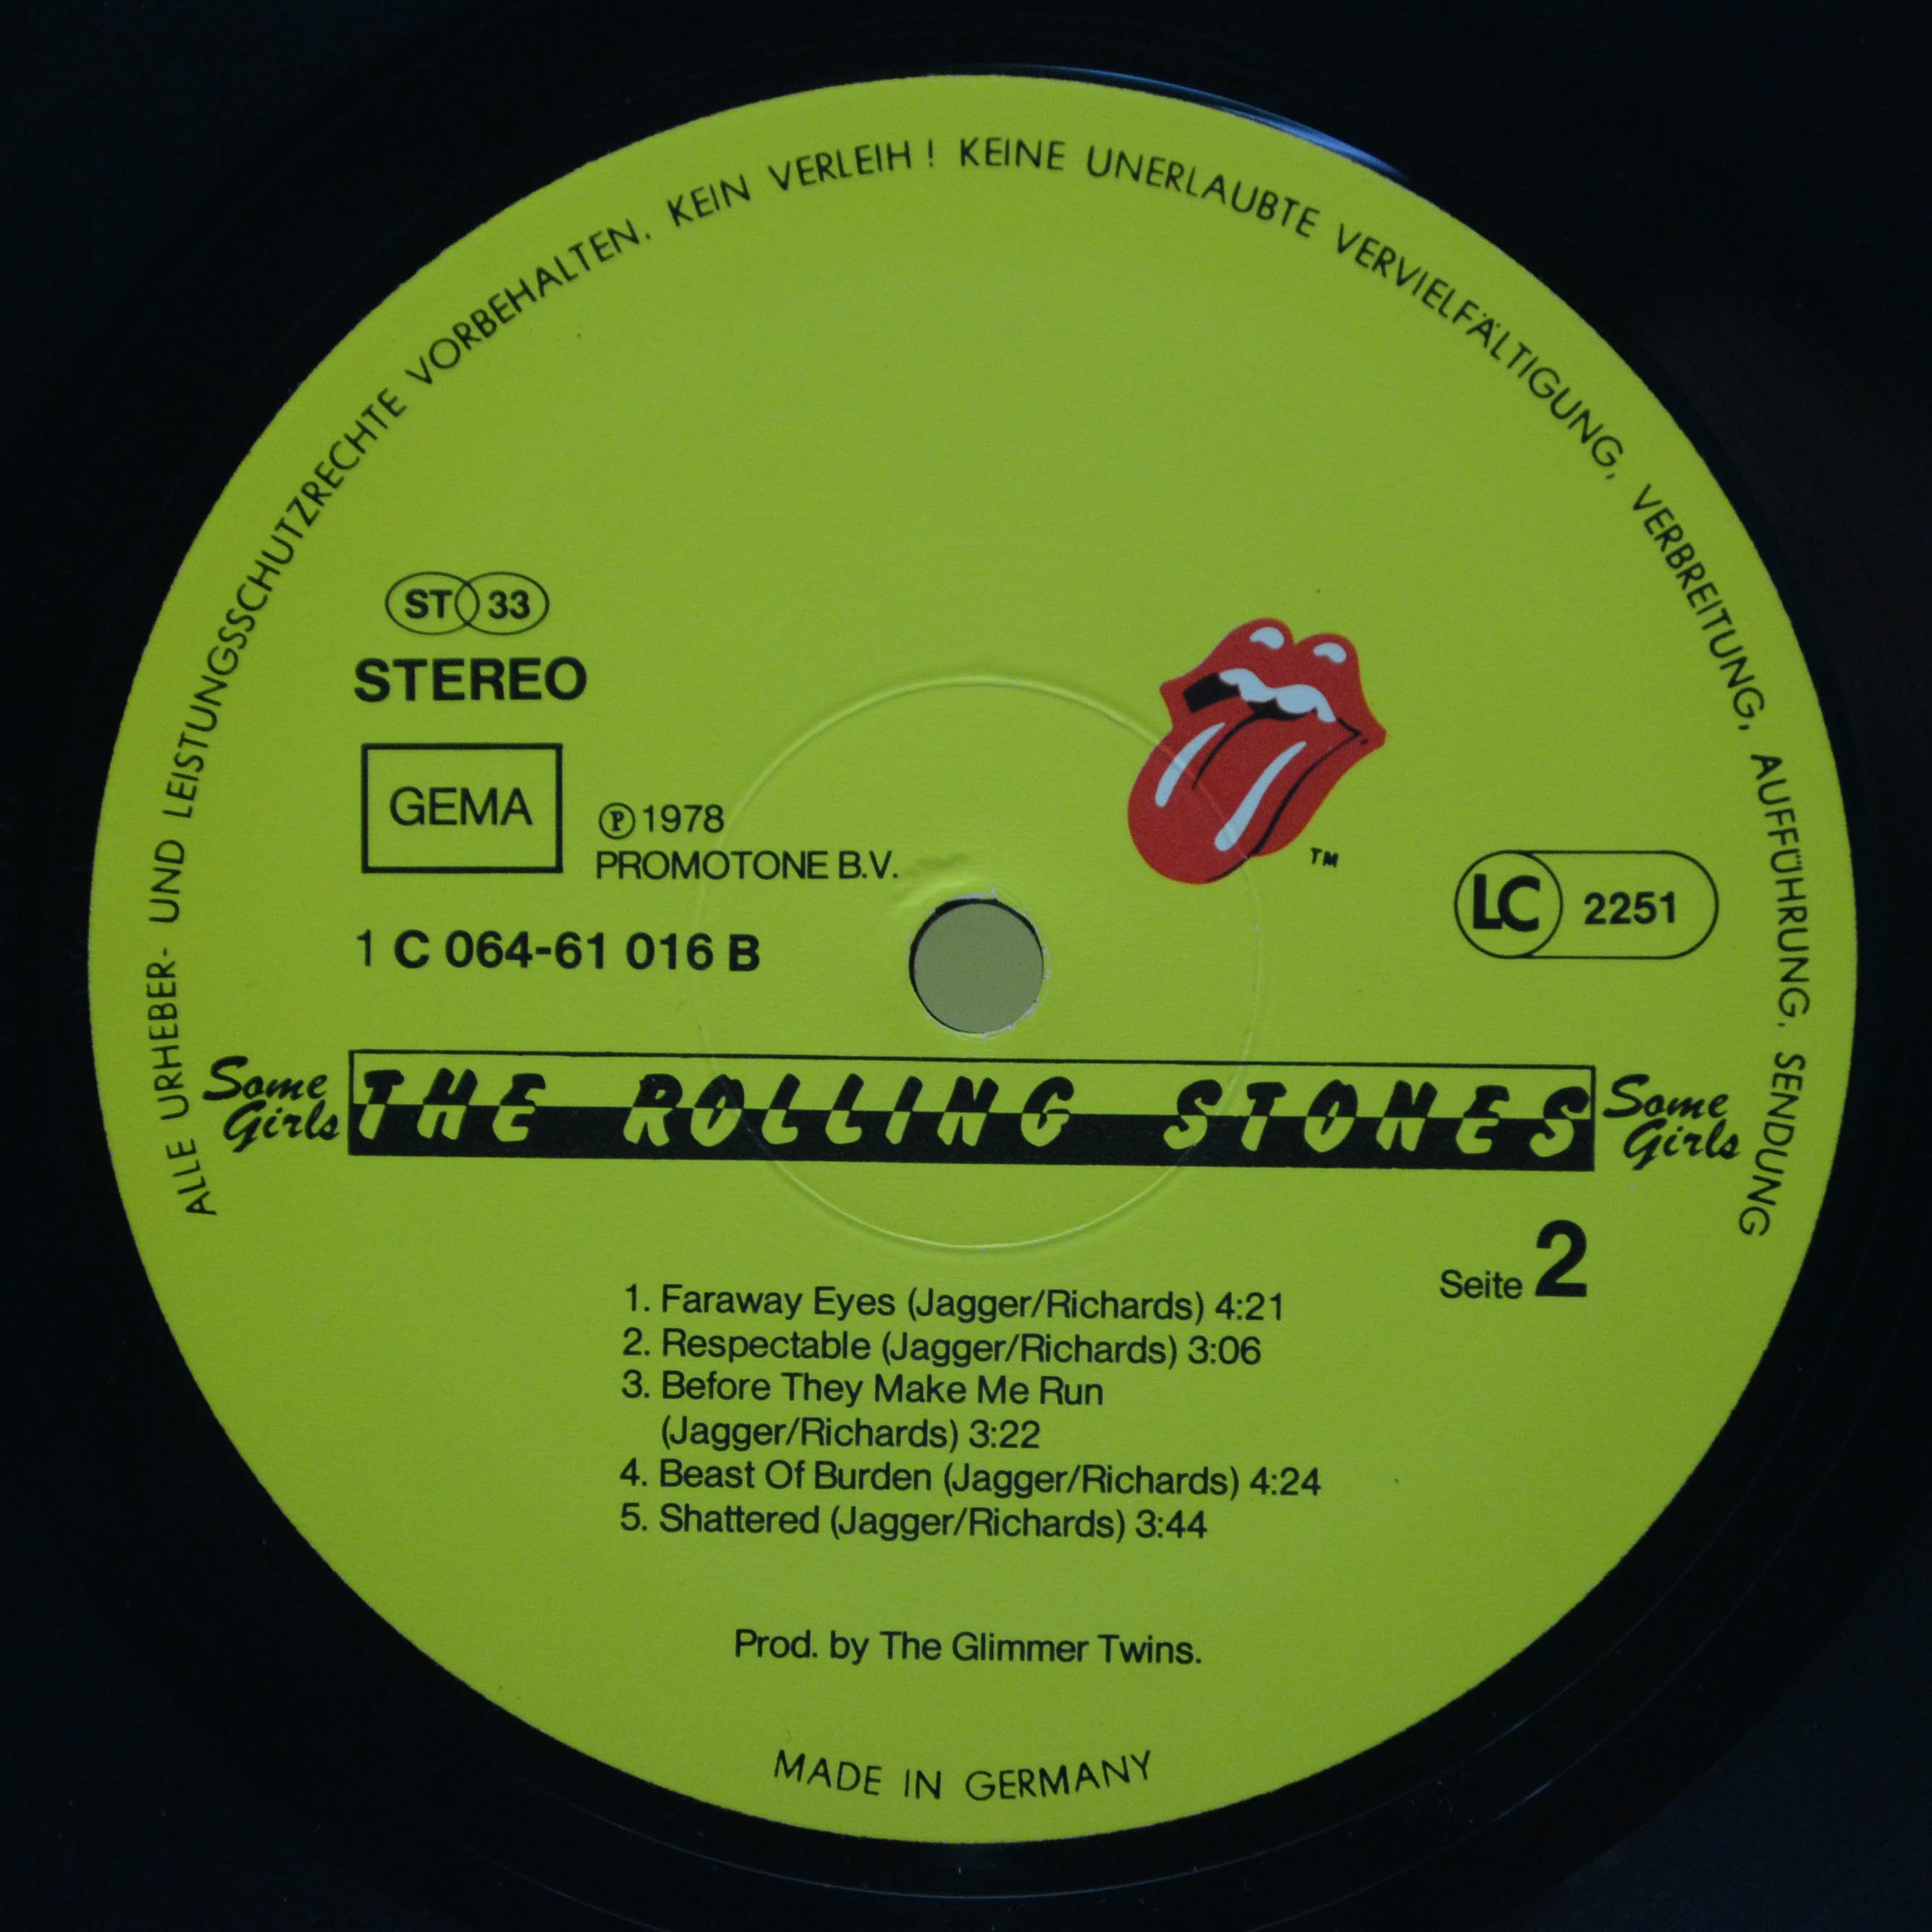 ALLE URHEBER- UND LEISTUNGSSCHUTZRECHTE VORBEHALTEN. KEIN VERLEIH ! KEINE UNERLAUBTE VERVIELFÄLTIGUNG, VERBREITUNG, AUFFÜHRUNG, SENDUNG
ST 33
STEREO
GEMA
℗ 1978
PROMOTONE B.V.
TM
LC 2251
1 C 064-61 016 B
Some Girls
THE ROLLING STONES
Some Girls
Seite 2
1. Faraway Eyes (Jagger/Richards) 4:21
2. Respectable (Jagger/Richards) 3:06
3. Before They Make Me Run
(Jagger/Richards) 3:22
4. Beast Of Burden (Jagger/Richards) 4:24
5. Shattered (Jagger/Richards) 3:44
Prod. by The Glimmer Twins.
MADE IN GERMANY